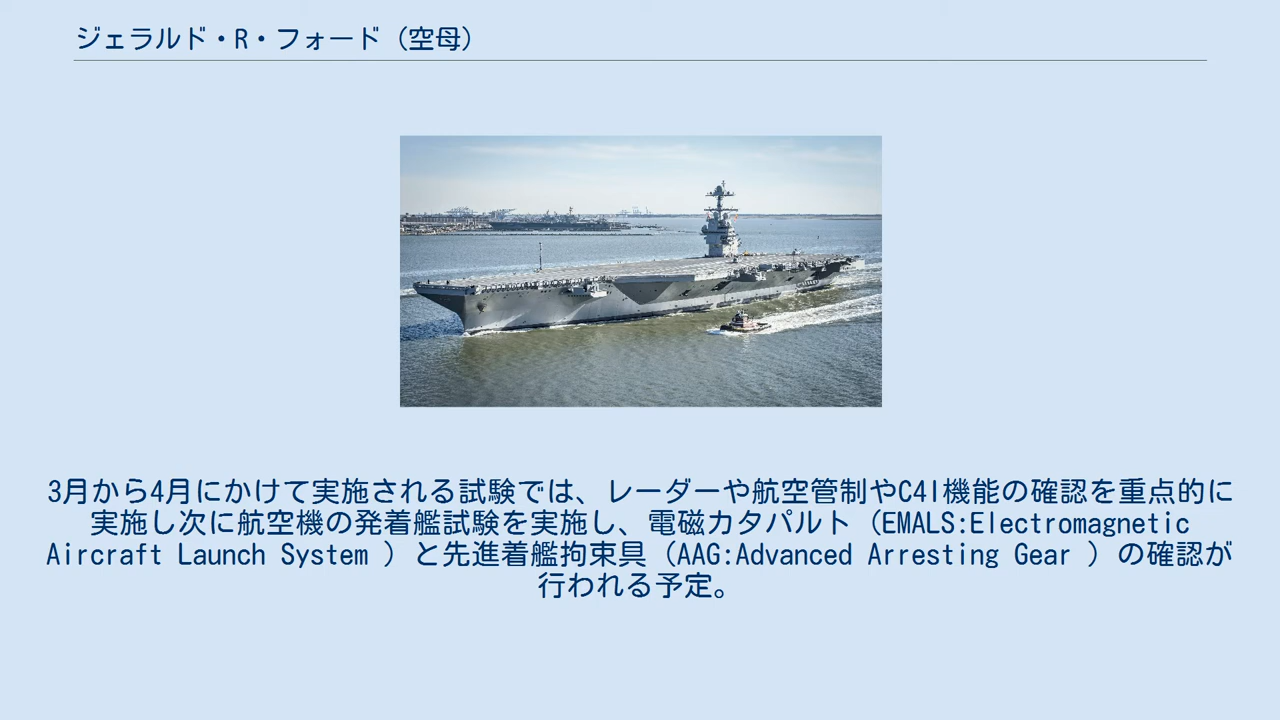 ジェラルド・R・フォード（空母）
3月から4月にかけて実施される試験では、レーダーや航空管制やC4I機能の確認を重点的に
実施し次に航空機の発着艦試験を実施し、電磁カタパルト（EMALS:Electromagnetic
Aircraft Launch System ）と先進着艦拘束具（AAG:Advanced Arresting Gear ）の確認が
行われる予定。